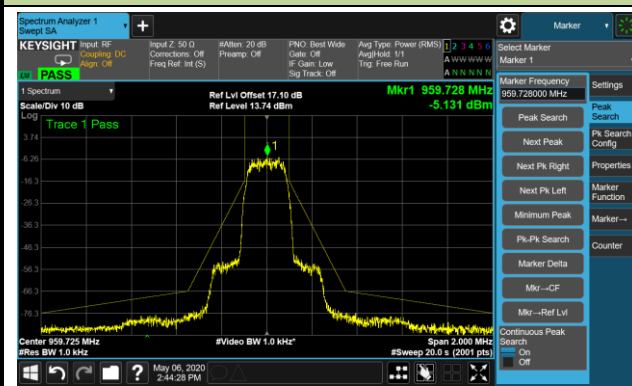 Spectrum Analyzer 1
Swept SA
+
Marker
KEYSIGHT
Input: RF
Coupling: DC
Align: Off
Input Z: 50 Ω
Corrections: Off
Freq Ref: Int (S)
#Atten: 20 dB
Preamp: Off
PNO: Best Wide
Gate: Off
IF Gain: Low
Sig Track: Off
Avg Type: Power (RMS)
Avg|Hold: 1/1
Trig: Free Run
1 2 3 4 5 6
A W W W W W
A N N N N N
PASS
Select Marker
Marker 1
1 Spectrum
Scale/Div 10 dB
Ref Lvl Offset 17.10 dB
Ref Level 13.74 dBm
Mkr1 959.728 MHz
-5.131 dBm
Log
Trace 1 Pass
1
3.74
-6.26
-16.3
-26.3
-36.3
-46.3
-56.3
-66.3
-76.3
Center 959.725 MHz
#Res BW 1.0 kHz
#Video BW 1.0 kHz*
Span 2.000 MHz
#Sweep 20.0 s (2001 pts)
Marker Frequency
959.728000 MHz
Peak Search
Next Peak
Next Pk Right
Next Pk Left
Minimum Peak
Pk-Pk Search
Marker Delta
Mkr→CF
Mkr→Ref Lvl
Continuous Peak
Search
On
Off
Settings
Peak
Search
Pk Search
Config
Properties
Marker
Function
Marker→
Counter
?
May 06, 2020
2:44:28 PM